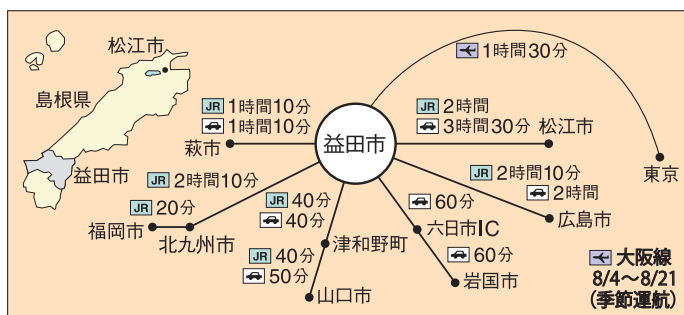 松江市
島根県
益田市
益田市
1時間30分
東京
JR 1時間10分
1時間10分
萩市
JR 2時間
3時間30分
松江市
JR 2時間10分
JR 20分
福岡市
北九州市
JR 40分
40分
津和野町
JR 40分
50分
山口市
60分
六日市IC
60分
岩国市
JR 2時間10分
2時間
広島市
大阪線
8/4〜8/21
(季節運航)